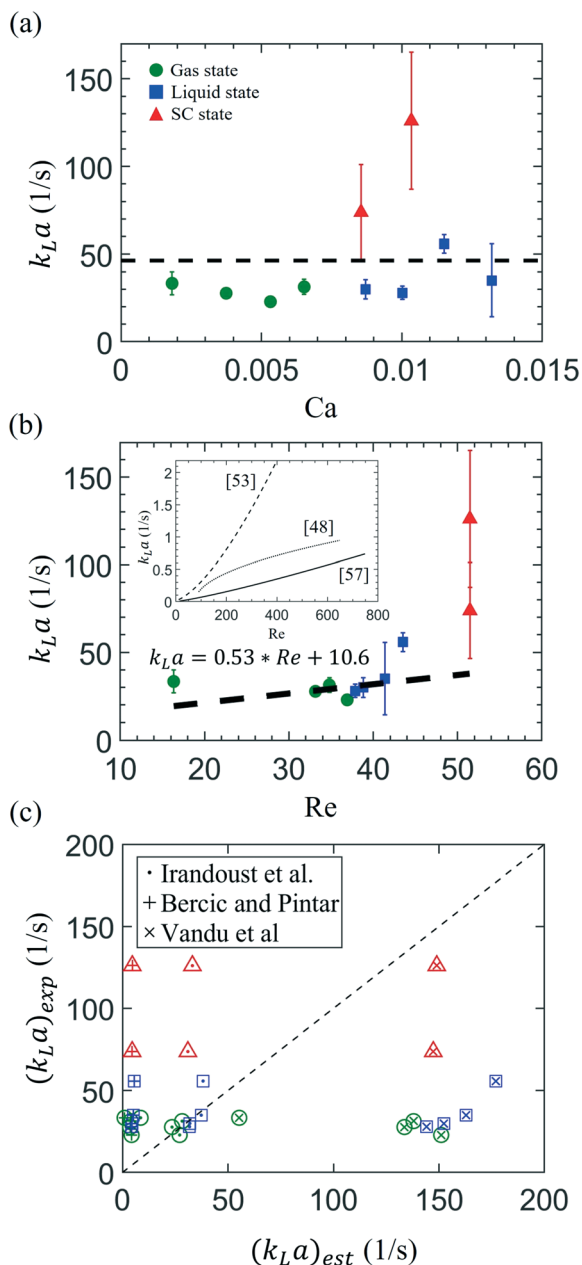 (a)
150
100
50
0
k_L a (1/s)
Gas state
Liquid state
SC state
0 0.005 0.01 0.015
Ca
(b)
150
100
50
0
k_L a (1/s)
2
1.5
1
0.5
0
k_L a (1/s)
[53]
[48]
[57]
0 200 400 600 800
Re
k_L a = 0.53 * Re + 10.6
10 20 30 40 50 60
Re
(c)
200
150
100
50
0
(k_L a)_exp (1/s)
Irandoust et al.
Bercic and Pintar
Vandu et al
0 50 100 150 200
(k_L a)_est (1/s)